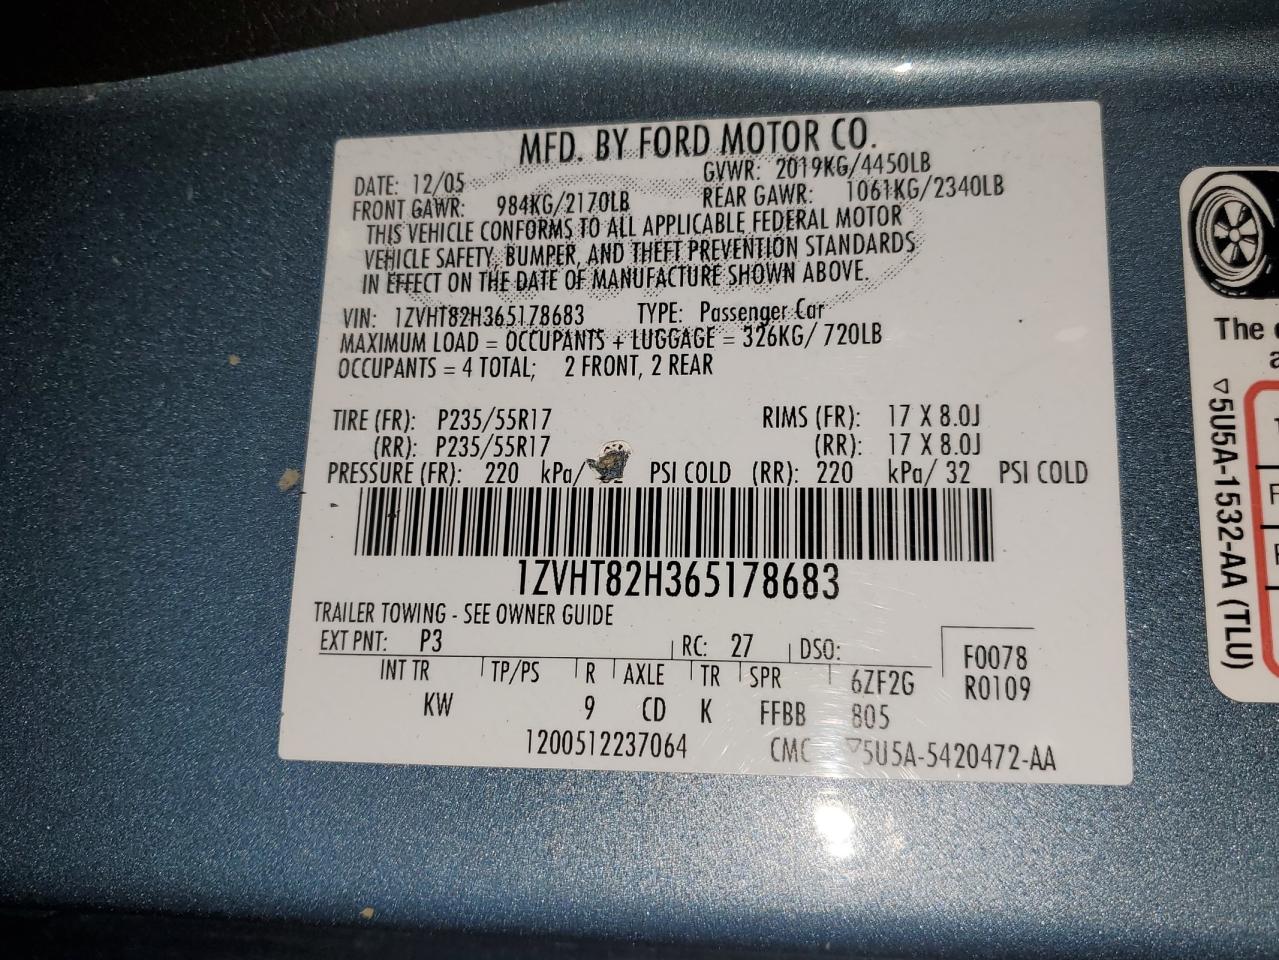 MFD. BY FORD MOTOR CO.
DATE: 12/05 GVWR: 2019KG/4450LB
FRONT GAWR: 984KG/2170LB REAR GAWR: 1061KG/2340LB
THIS VEHICLE CONFORMS TO ALL APPLICABLE FEDERAL MOTOR
VEHICLE SAFETY, BUMPER, AND THEFT PREVENTION STANDARDS
IN EFFECT ON THE DATE OF MANUFACTURE SHOWN ABOVE.
VIN: 1ZVHT82H365178683 TYPE: Passenger Car
MAXIMUM LOAD = OCCUPANTS + LUGGAGE = 326KG/ 720LB
OCCUPANTS = 4 TOTAL; 2 FRONT, 2 REAR
TIRE (FR): P235/55R17 RIMS (FR): 17 X 8.0J
(RR): P235/55R17 (RR): 17 X 8.0J
PRESSURE (FR): 220 kPa/ PSI COLD (RR): 220 kPa/ 32 PSI COLD
1ZVHT82H365178683
TRAILER TOWING - SEE OWNER GUIDE
EXT PNT: P3 RC: 27 DSO: F0078
INT TR TP/PS R AXLE TR SPR 6ZF2G R0109
KW 9 CD K FFBB 805
1200512237064 CMC ▽5U5A-5420472-AA
The
▽5U5A-1532-AA (TLU)